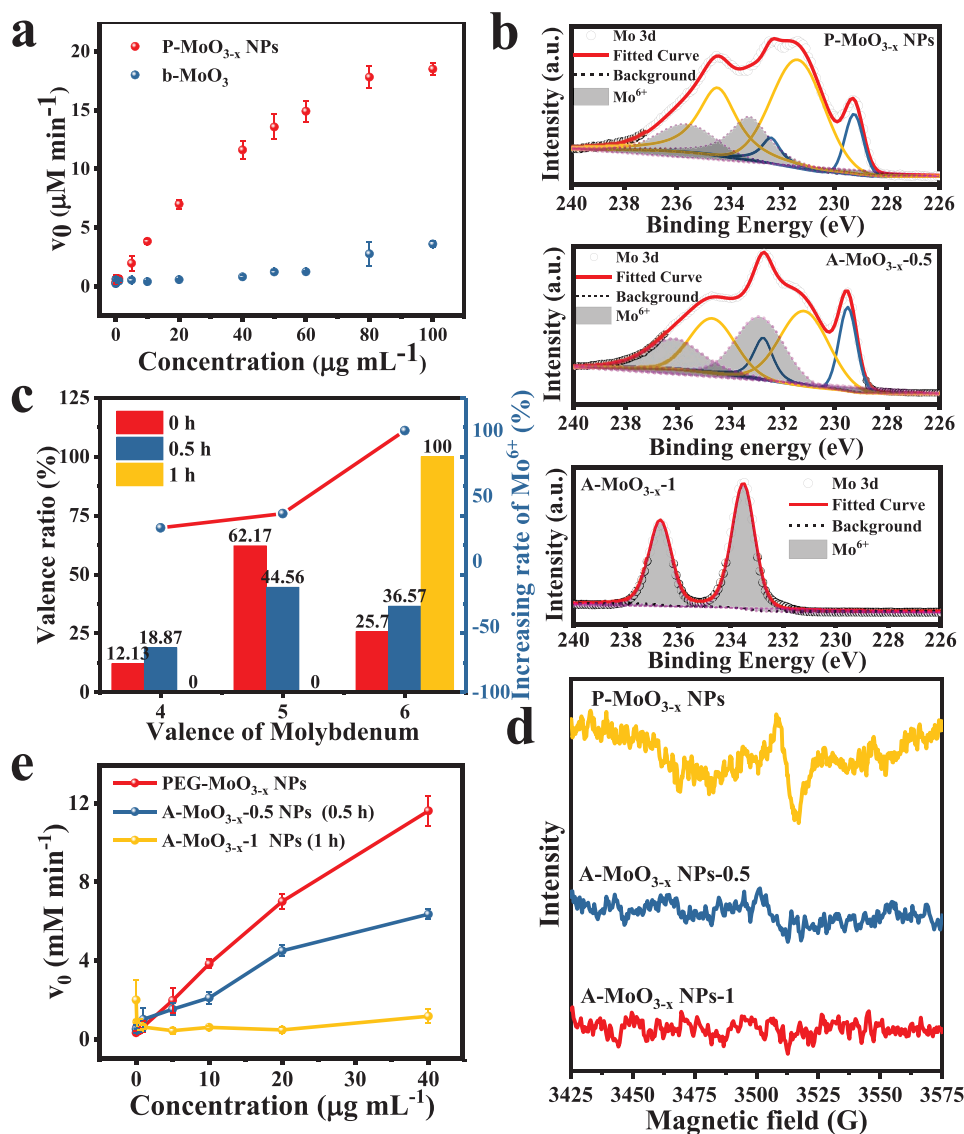 a
P-MoO3-x NPs
b-MoO3
v0 (μM min-1)
20
15
10
5
0
0 20 40 60 80 100
Concentration (μg mL-1)
b
Mo 3d
P-MoO3-x NPs
Fitted Curve
Background
Mo6+
Intensity (a.u.)
240 238 236 234 232 230 228 226
Binding Energy (eV)
Mo 3d
A-MoO3-x-0.5
Fitted Curve
Background
Mo6+
Intensity (a.u.)
240 238 236 234 232 230 228 226
Binding energy (eV)
A-MoO3-x-1
Mo 3d
Fitted Curve
Background
Mo6+
Intensity (a.u.)
240 238 236 234 232 230 228 226
Binding Energy (eV)
c
0 h
0.5 h
1 h
Valence ratio (%)
125
100
75
50
25
0
12.13
18.87
0
62.17
44.56
0
25.7
36.57
100
4 5 6
Valence of Molybdenum
Increasing rate of Mo6+ (%)
100
50
0
-50
-100
d
P-MoO3-x NPs
A-MoO3-x NPs-0.5
A-MoO3-x NPs-1
Intensity
3425 3450 3475 3500 3525 3550 3575
Magnetic field (G)
e
PEG-MoO3-x NPs
A-MoO3-x-0.5 NPs (0.5 h)
A-MoO3-x-1 NPs (1 h)
v0 (mM min-1)
12
8
4
0
0 10 20 30 40
Concentration (μg mL-1)